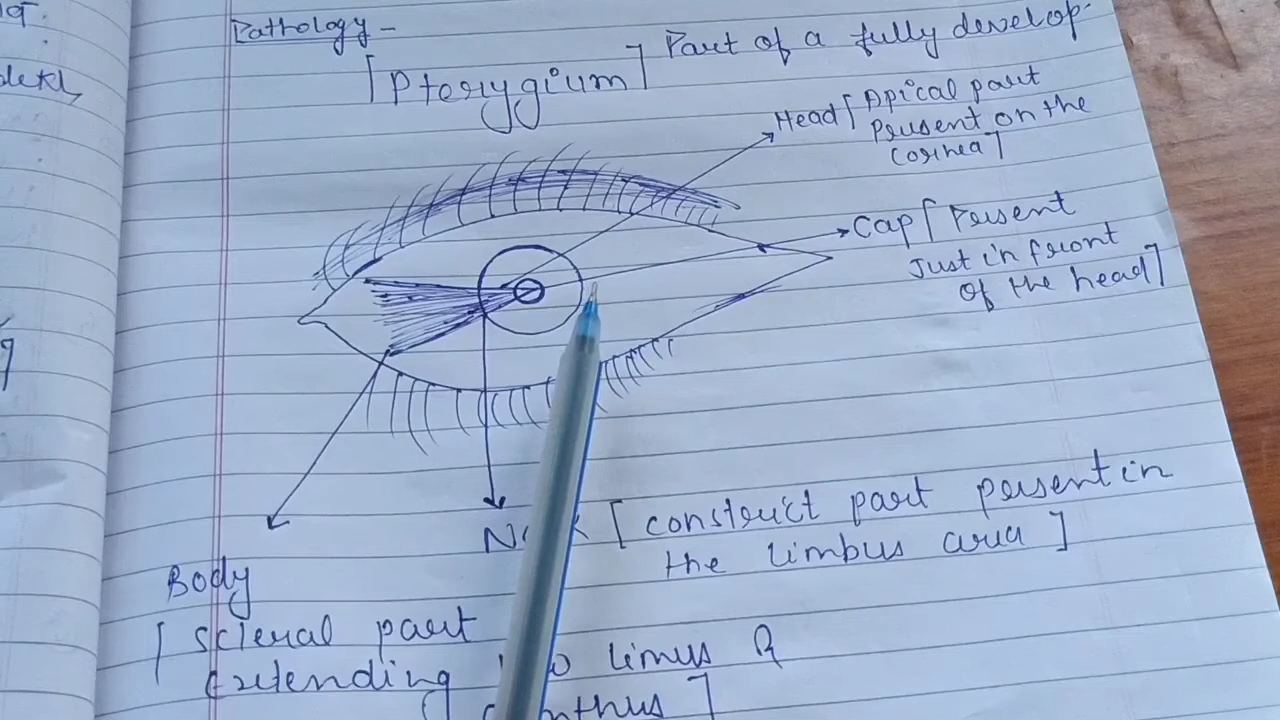 Pathology -
[Pterygium] Part of a fully develop
Head [Apical part
Present on the
cornea]
Cap [Present
Just in front
of the head]
[construct part present in
the limbus area]
Body
[scleral part
Extending limus &
]